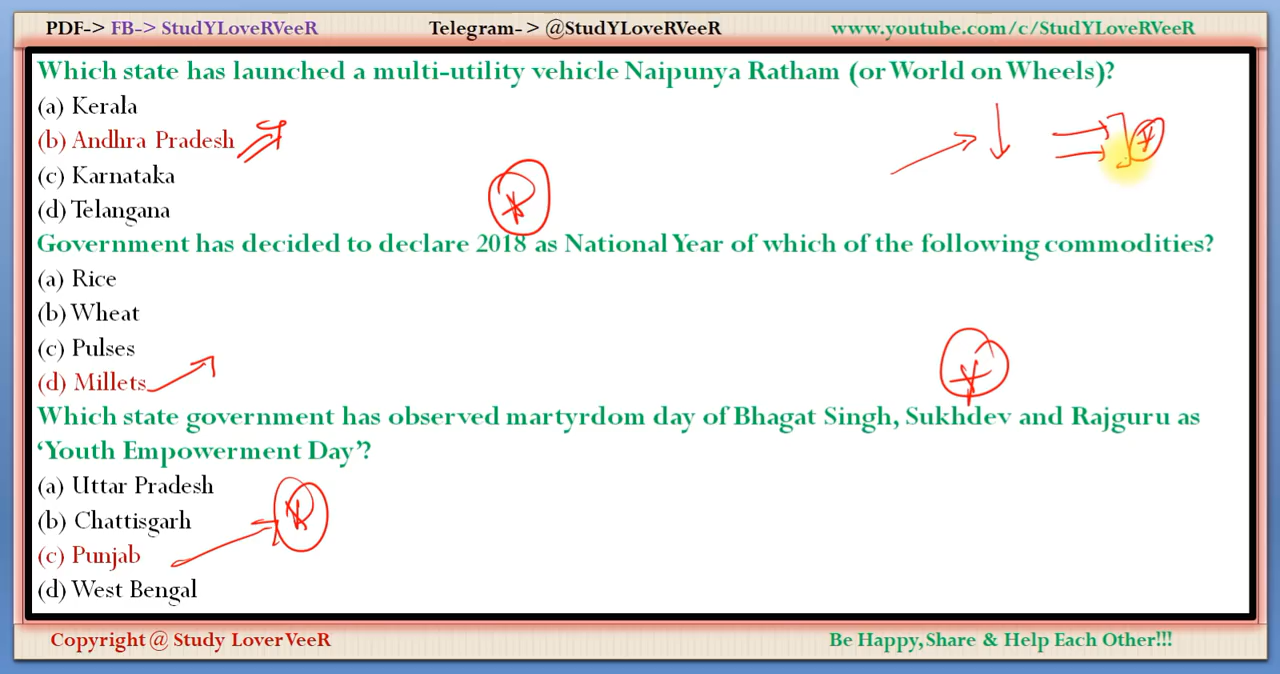 PDF-> FB-> StudYLoveRVeeR Telegram- > @StudYLoveRVeeR www.youtube.com/c/StudYLoveRVeeR
Which state has launched a multi-utility vehicle Naipunya Ratham (or World on Wheels)?
(a) Kerala
(b) Andhra Pradesh
(c) Karnataka
(d) Telangana
Government has decided to declare 2018 as National Year of which of the following commodities?
(a) Rice
(b) Wheat
(c) Pulses
(d) Millets
Which state government has observed martyrdom day of Bhagat Singh, Sukhdev and Rajguru as
‘Youth Empowerment Day’?
(a) Uttar Pradesh
(b) Chattisgarh
(c) Punjab
(d) West Bengal
Copyright @ Study LoverVeeR Be Happy,Share & Help Each Other!!!